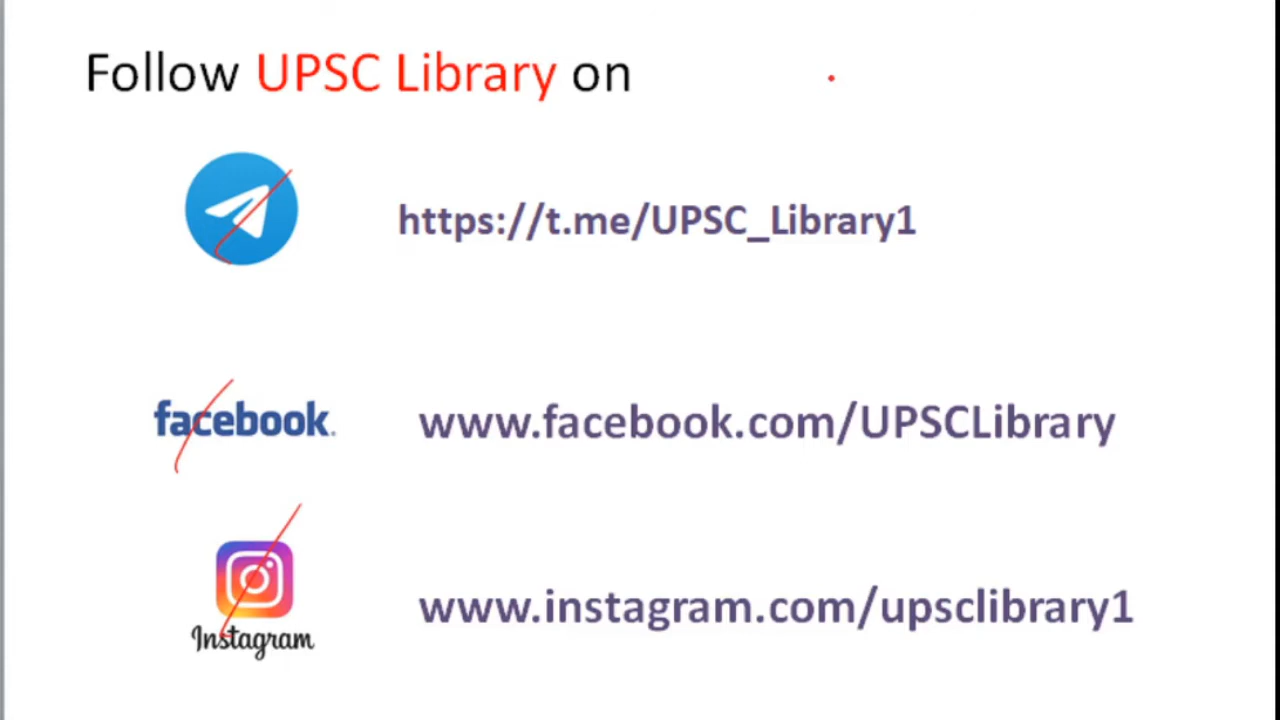 Follow UPSC Library on
https://t.me/UPSC_Library1
facebook. www.facebook.com/UPSCLibrary
www.instagram.com/upsclibrary1
Instagram